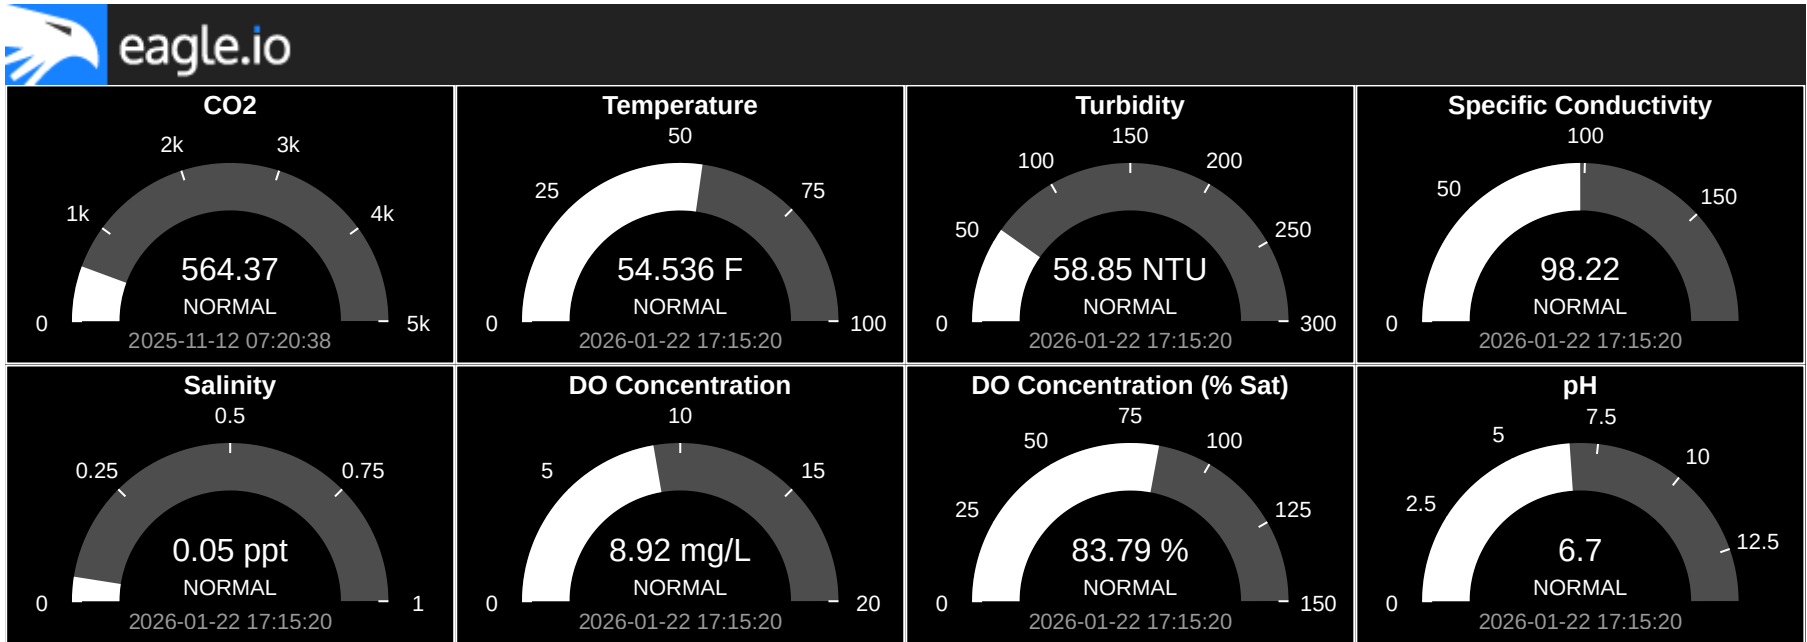 eagle.io
CO2
0
1k
2k
3k
4k
5k
564.37
NORMAL
2025-11-12 07:20:38
Temperature
0
25
50
75
100
54.536 F
NORMAL
2026-01-22 17:15:20
Turbidity
0
50
100
150
200
250
300
58.85 NTU
NORMAL
2026-01-22 17:15:20
Specific Conductivity
0
50
100
150
98.22
NORMAL
2026-01-22 17:15:20
Salinity
0
0.25
0.5
0.75
1
0.05 ppt
NORMAL
2026-01-22 17:15:20
DO Concentration
0
5
10
15
20
8.92 mg/L
NORMAL
2026-01-22 17:15:20
DO Concentration (% Sat)
0
25
50
75
100
125
150
83.79 %
NORMAL
2026-01-22 17:15:20
pH
0
2.5
5
7.5
10
12.5
6.7
NORMAL
2026-01-22 17:15:20